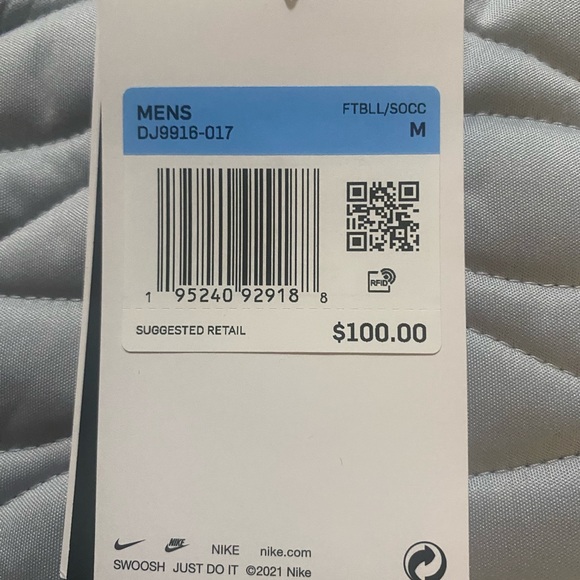 MENS FTBLL/SOCC
DJ9916-017 M
RFID
1 95240 92918 8
SUGGESTED RETAIL $100.00
NIKE NIKE nike.com
SWOOSH JUST DO IT ©2021 Nike